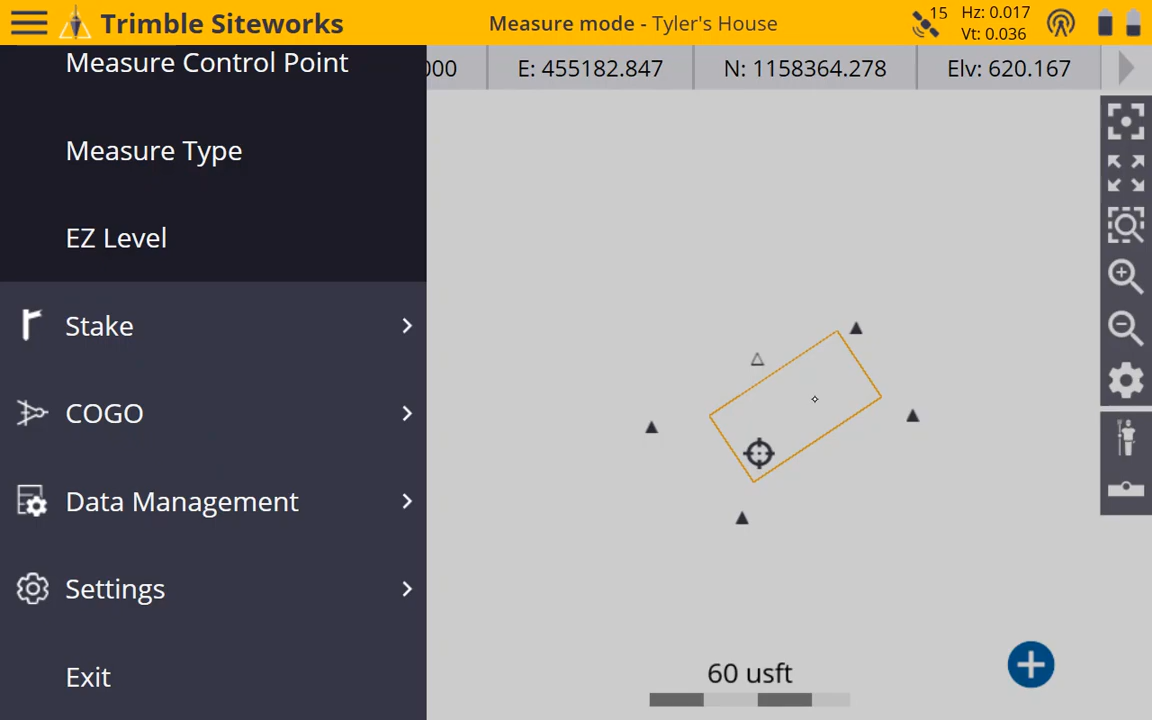 Trimble Siteworks
Measure mode - Tyler's House
15
Hz: 0.017
Vt: 0.036
000
E: 455182.847
N: 1158364.278
Elv: 620.167
Measure Control Point
Measure Type
EZ Level
Stake
COGO
Data Management
Settings
Exit
60 usft